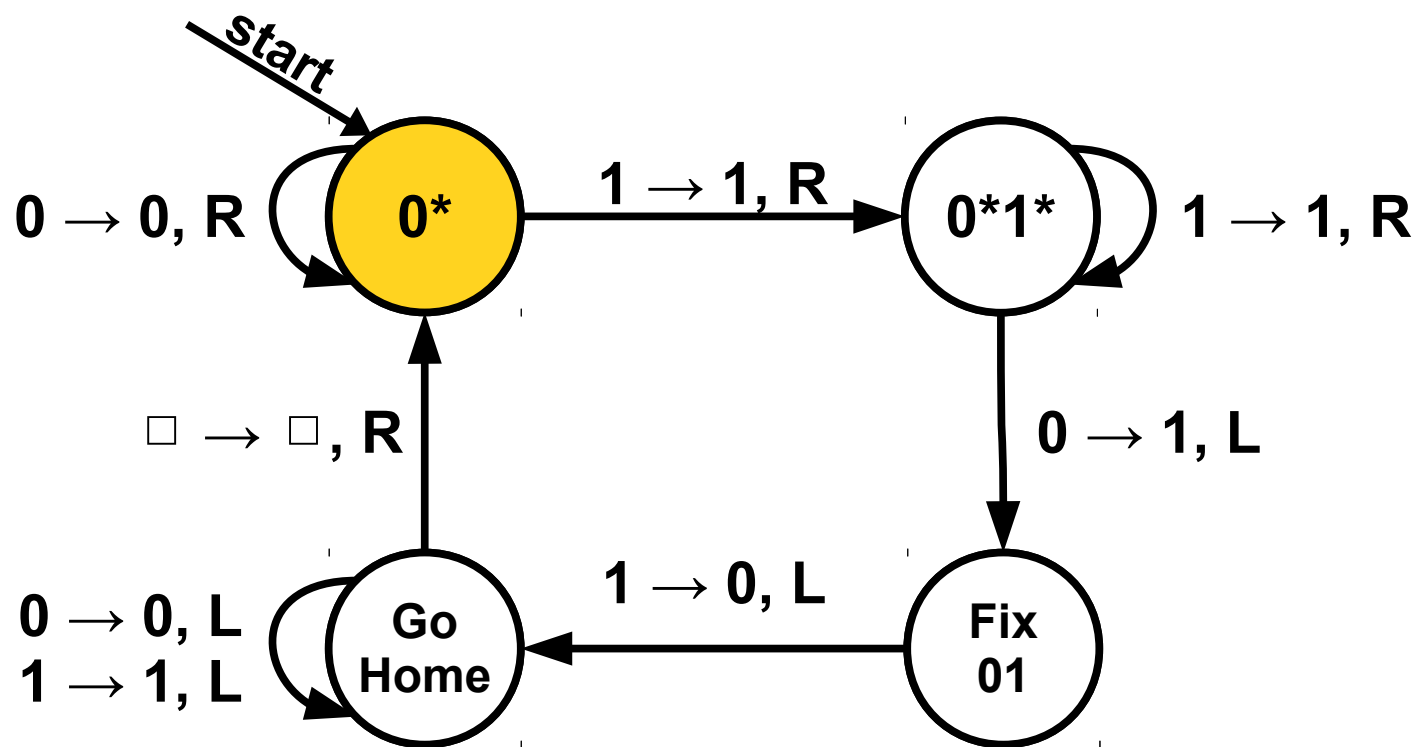 start
0 → 0, R
0*
1 → 1, R
0*1*
1 → 1, R
□ → □, R
0 → 1, L
0 → 0, L
1 → 1, L
Go
Home
1 → 0, L
Fix
01